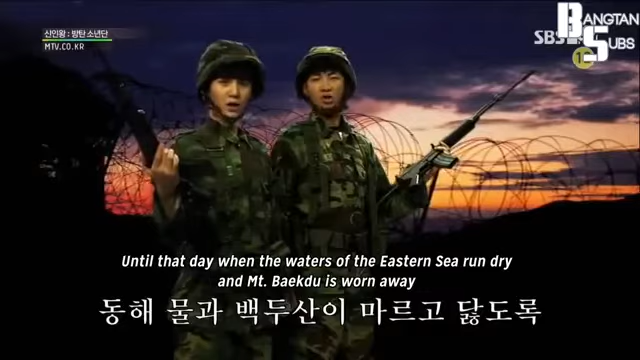 신인왕 : 방탄 소년단
MTV.CO.KR
BANGTAN
SUBS
SBS
Until that day when the waters of the Eastern Sea run dry
and Mt. Baekdu is worn away
동해 물과 백두산이 마르고 닳도록